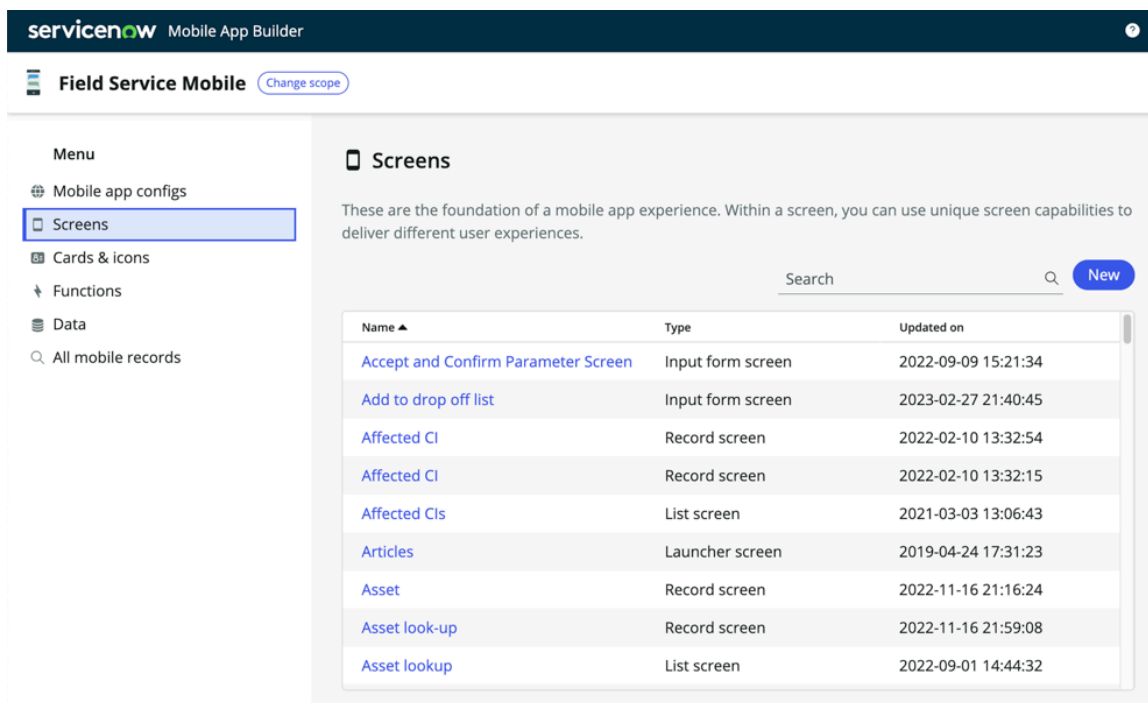 servicenow Mobile App Builder
Field Service Mobile Change scope
Menu
Mobile app configs
Screens
Cards & icons
Functions
Data
All mobile records
Screens
These are the foundation of a mobile app experience. Within a screen, you can use unique screen capabilities to
deliver different user experiences.
Search New
Name Type Updated on
Accept and Confirm Parameter Screen Input form screen 2022-09-09 15:21:34
Add to drop off list Input form screen 2023-02-27 21:40:45
Affected CI Record screen 2022-02-10 13:32:54
Affected CI Record screen 2022-02-10 13:32:15
Affected CIs List screen 2021-03-03 13:06:43
Articles Launcher screen 2019-04-24 17:31:23
Asset Record screen 2022-11-16 21:16:24
Asset look-up Record screen 2022-11-16 21:59:08
Asset lookup List screen 2022-09-01 14:44:32